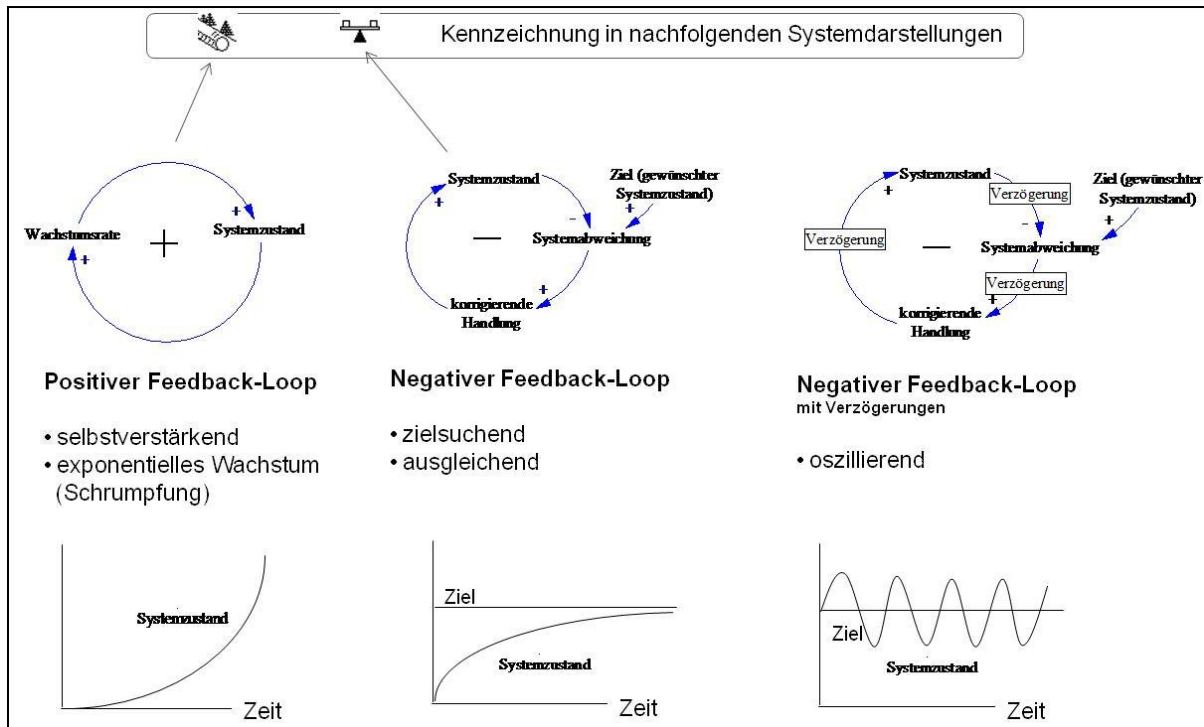 Kennzeichnung in nachfolgenden Systemdarstellungen
Wachstumsrate
+
+
Systemzustand
+
Systemzustand
+
Ziel (gewünschter
Systemzustand)
+
-
Systemabweichung
+
korrigierende
Handlung
–
Systemzustand
+
Verzögerung
Ziel (gewünschter
Systemzustand)
+
-
Systemabweichung
Verzögerung
Verzögerung
+
korrigierende
Handlung
–
Positiver Feedback-Loop
• selbstverstärkend
• exponentielles Wachstum
(Schrumpfung)
Negativer Feedback-Loop
• zielsuchend
• ausgleichend
Negativer Feedback-Loop
mit Verzögerungen
• oszillierend
Systemzustand
Zeit
Ziel
Systemzustand
Zeit
Ziel
Systemzustand
Zeit